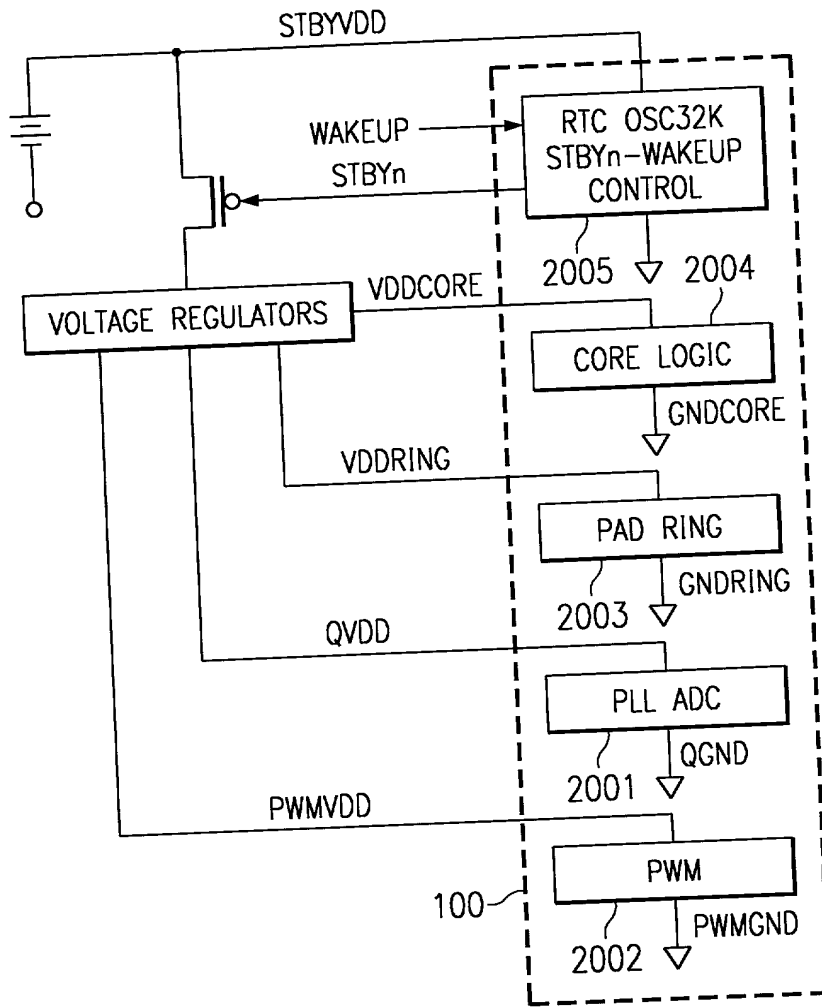 STBYVDD
WAKEUP
STBYn
RTC OSC32K
STBYn-WAKEUP
CONTROL
2005
2004
VOLTAGE REGULATORS
VDDCORE
CORE LOGIC
GNDCORE
VDDRING
PAD RING
2003
GNDRING
QVDD
PLL ADC
2001
QGND
PWMVDD
PWM
100
2002
PWMGND